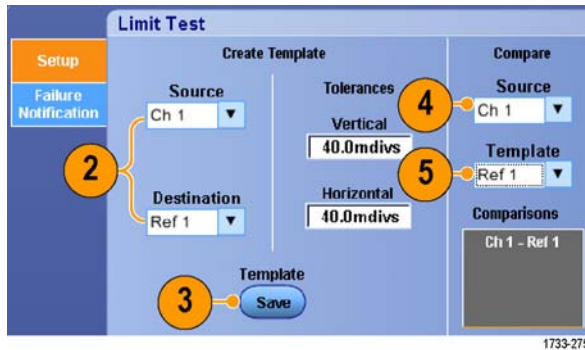 Limit Test
Setup
Failure
Notification
Create Template
Source
Ch 1
2
Destination
Ref 1
Tolerances
Vertical
40.0mdivs
Horizontal
40.0mdivs
Template
3
Save
Compare
Source
4
Ch 1
Template
5
Ref 1
Comparisons
Ch 1 - Ref 1